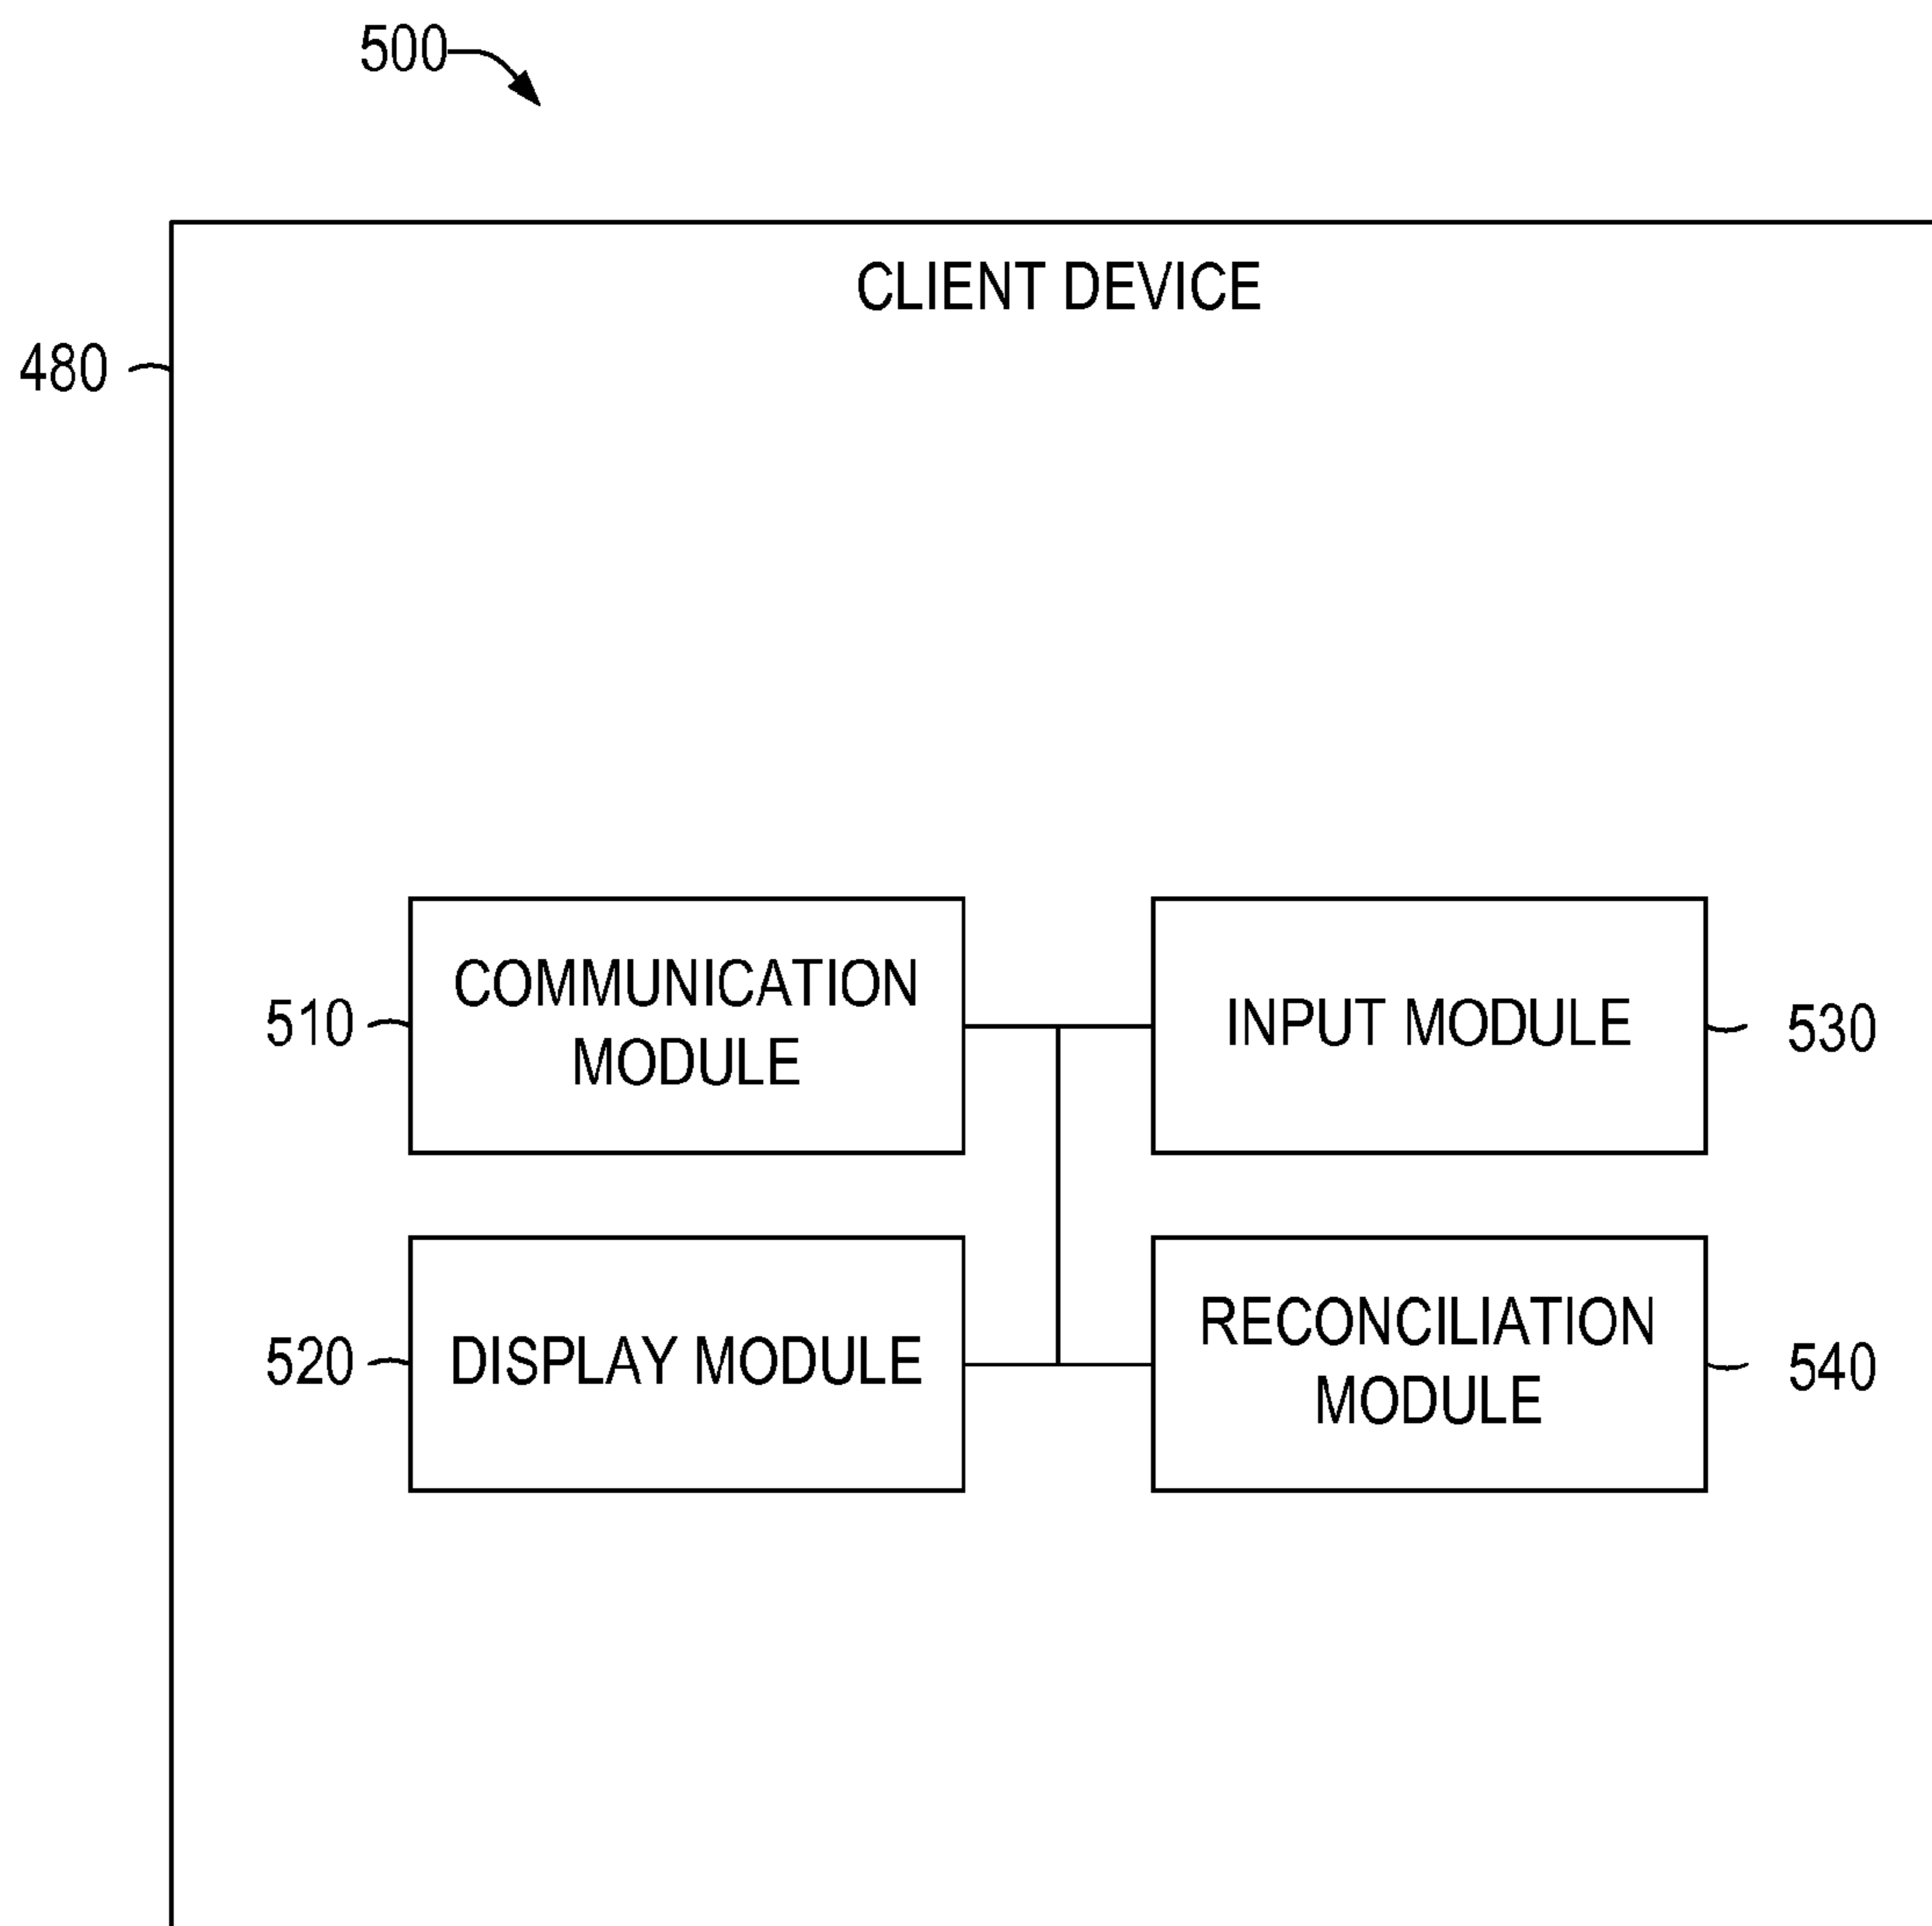 500
CLIENT DEVICE
480
COMMUNICATION
MODULE
510
INPUT MODULE
530
DISPLAY MODULE
520
RECONCILIATION
MODULE
540